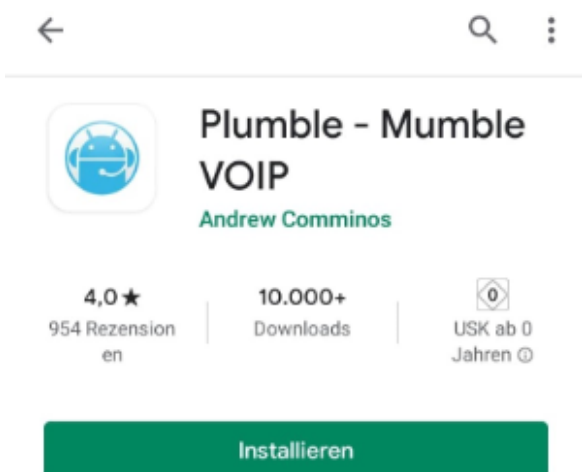 Plumble - Mumble
VOIP
Andrew Comminos
4,0 ★
954 Rezension
en
10.000+
Downloads
0
USK ab 0
Jahren
Installieren